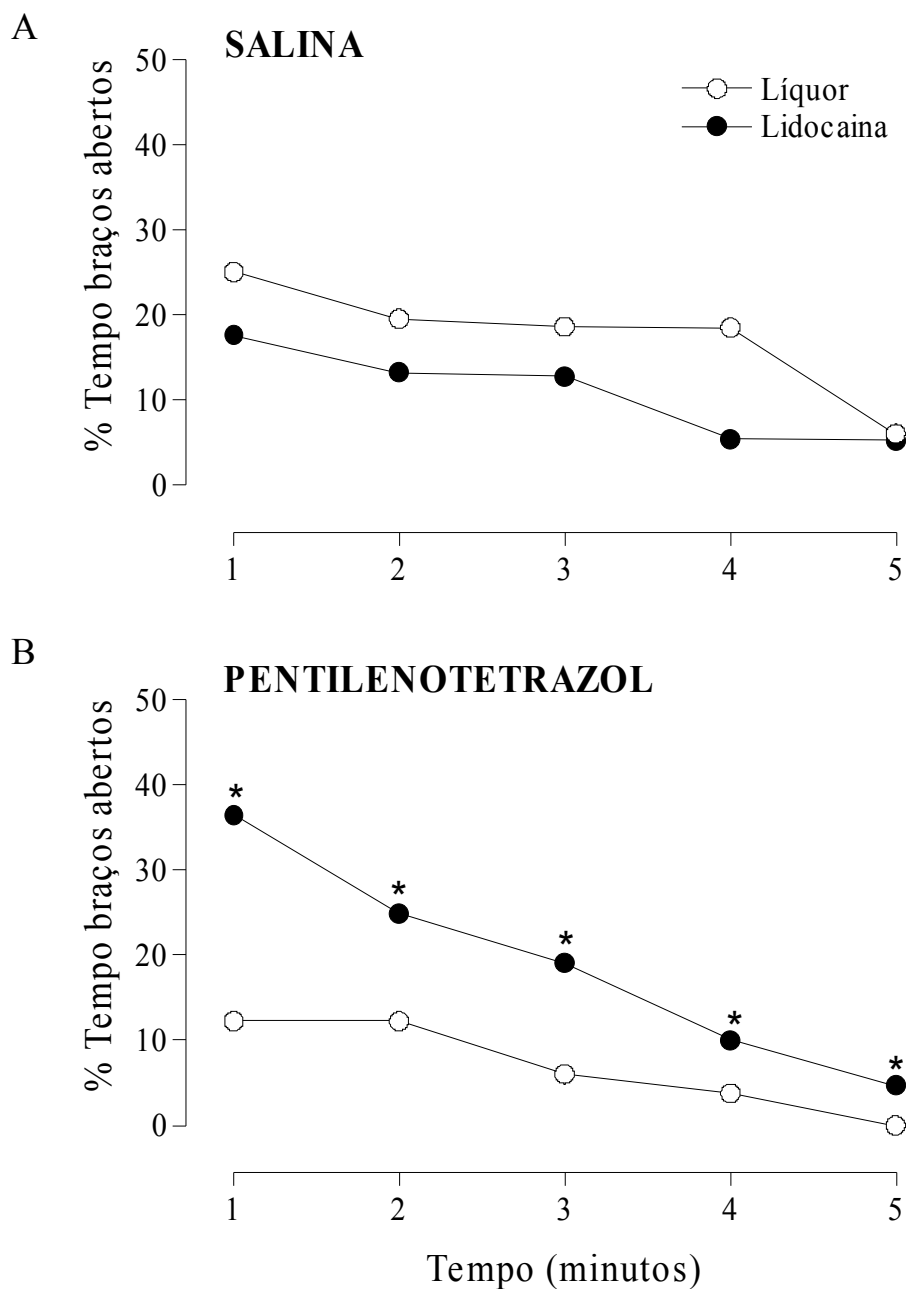 A
SALINA
50
40
30
20
10
0
% Tempo braços abertos
Líquor
Lidocaina
1 2 3 4 5
B
PENTILENOTETRAZOL
50
40
30
20
10
0
% Tempo braços abertos
* * * * *
1 2 3 4 5
Tempo (minutos)